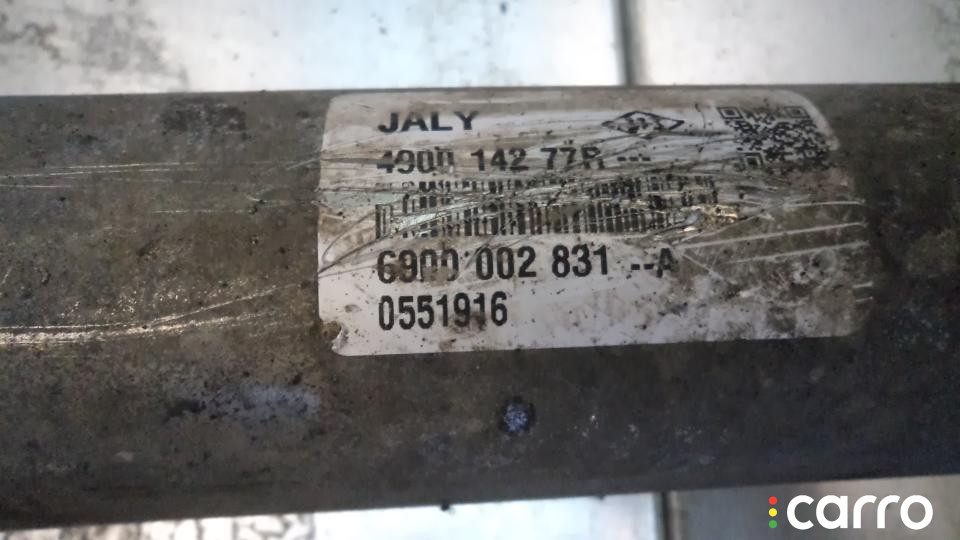 JALY
4900 142 77R ---
6900 002 831 --A
0551916
carro